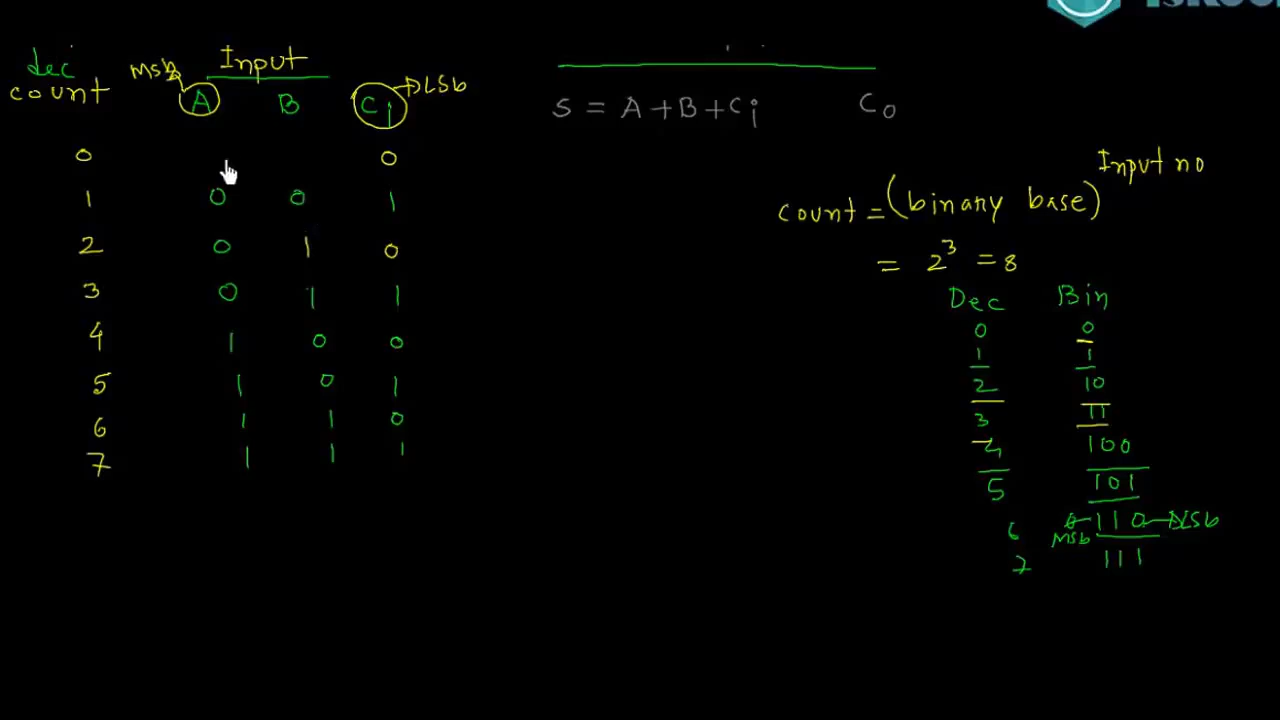 dec count
Msb Input
A B Ci LSb
S = A + B + Ci Co
0 0
1 0 0 1
2 0 1 0
3 0 1 1
4 1 0 0
5 1 0 1
6 1 1 0
7 1 1 1
count = (binary base) Input no
= 2³ = 8
Dec Bin
0 0
1 1
2 10
3 11
4 100
5 101
6 Msb 110 LSb
7 111